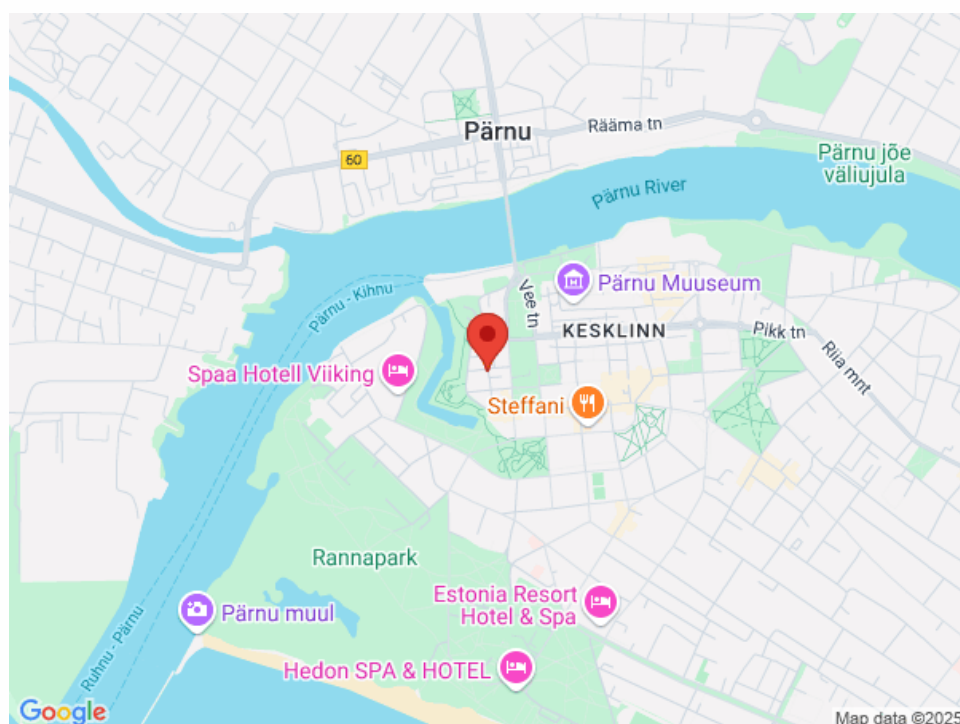 Pärnu
Rääma tn
60
Pärnu jõe
väliujula
Pärnu River
Pärnu - Kihnu
Vee tn
Pärnu Muuseum
KESKLINN
Pikk tn
Riia mnt
Spaa Hotell Viiking
Steffani
Rannapark
Estonia Resort
Hotel & Spa
Pärnu muul
Ruhnu - Pärnu
Hedon SPA & HOTEL
Google
Map data ©2025